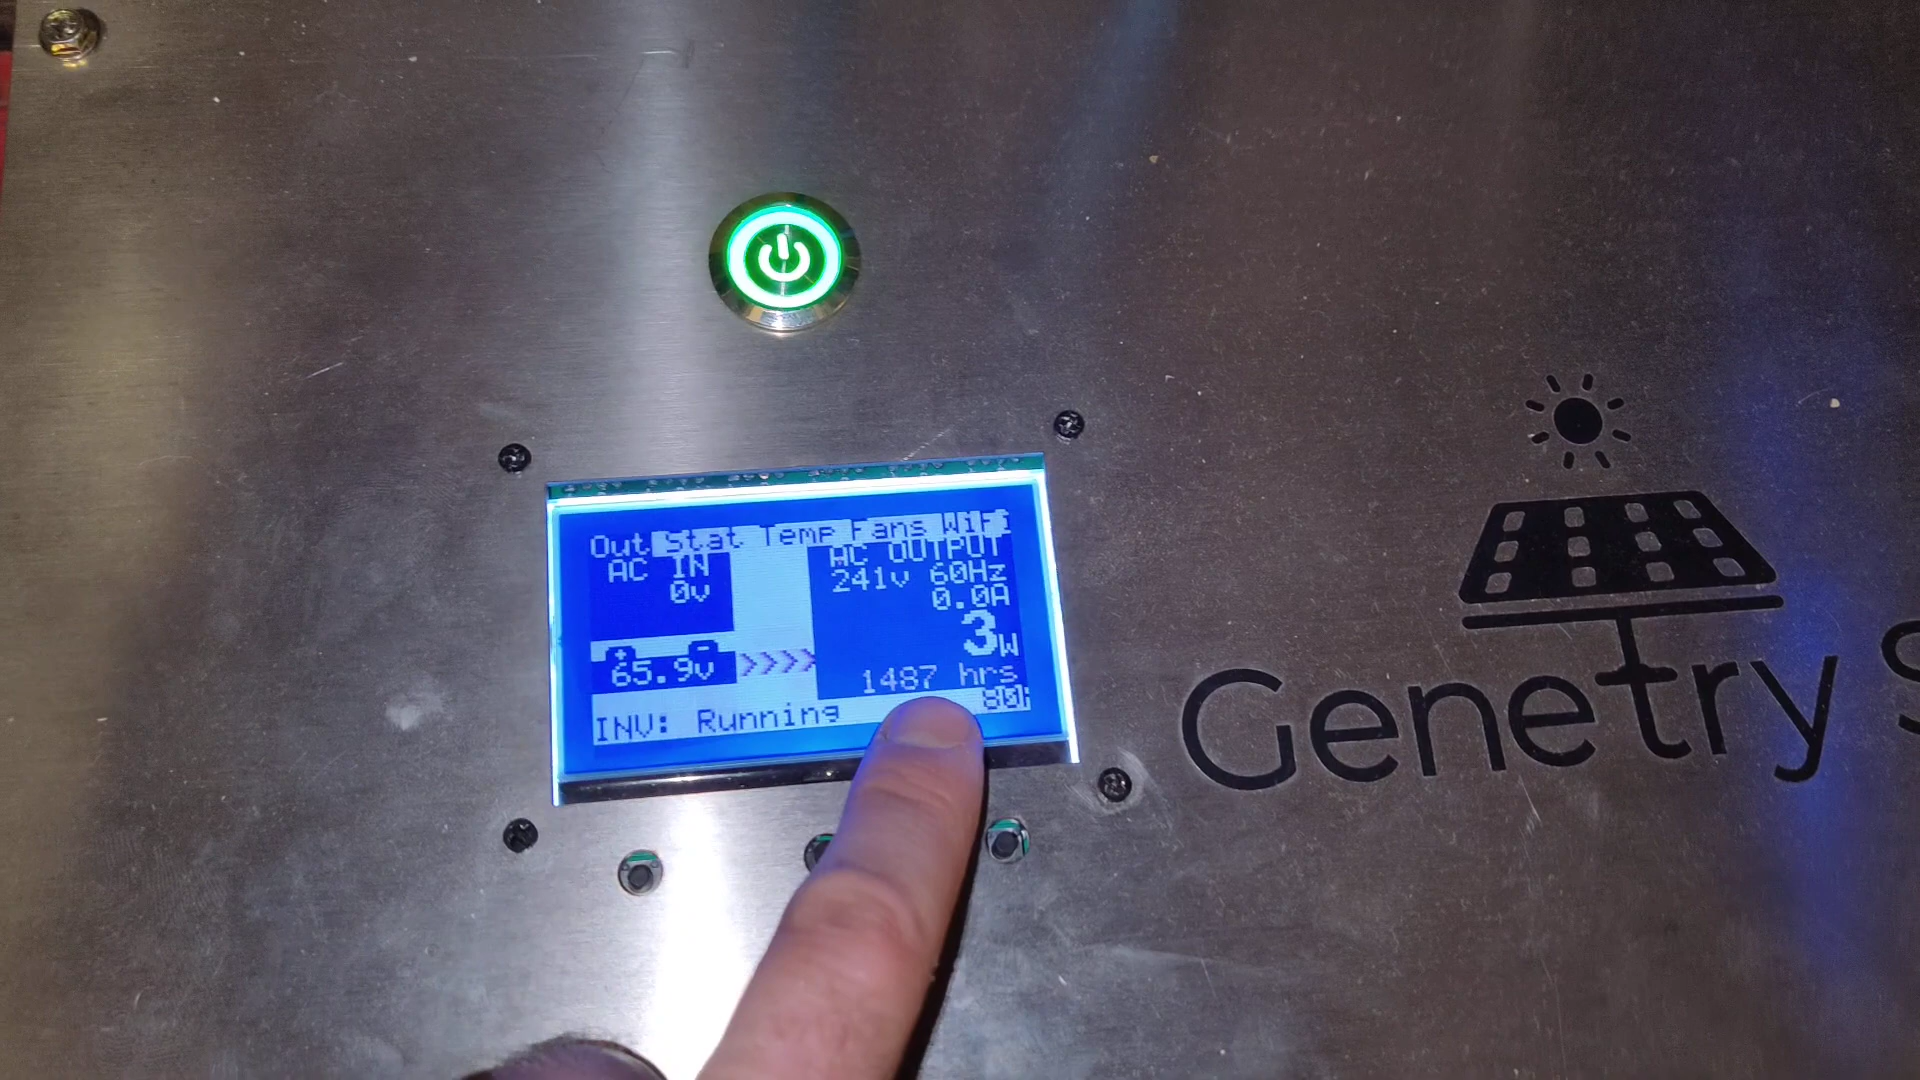 Out Stat Temp Fans WiFi
AC IN
0v
AC OUTPUT
241v 60Hz
0.0A
3W
+ -
65.9v >>>>
1487 hrs
INV: Running
Genetry S